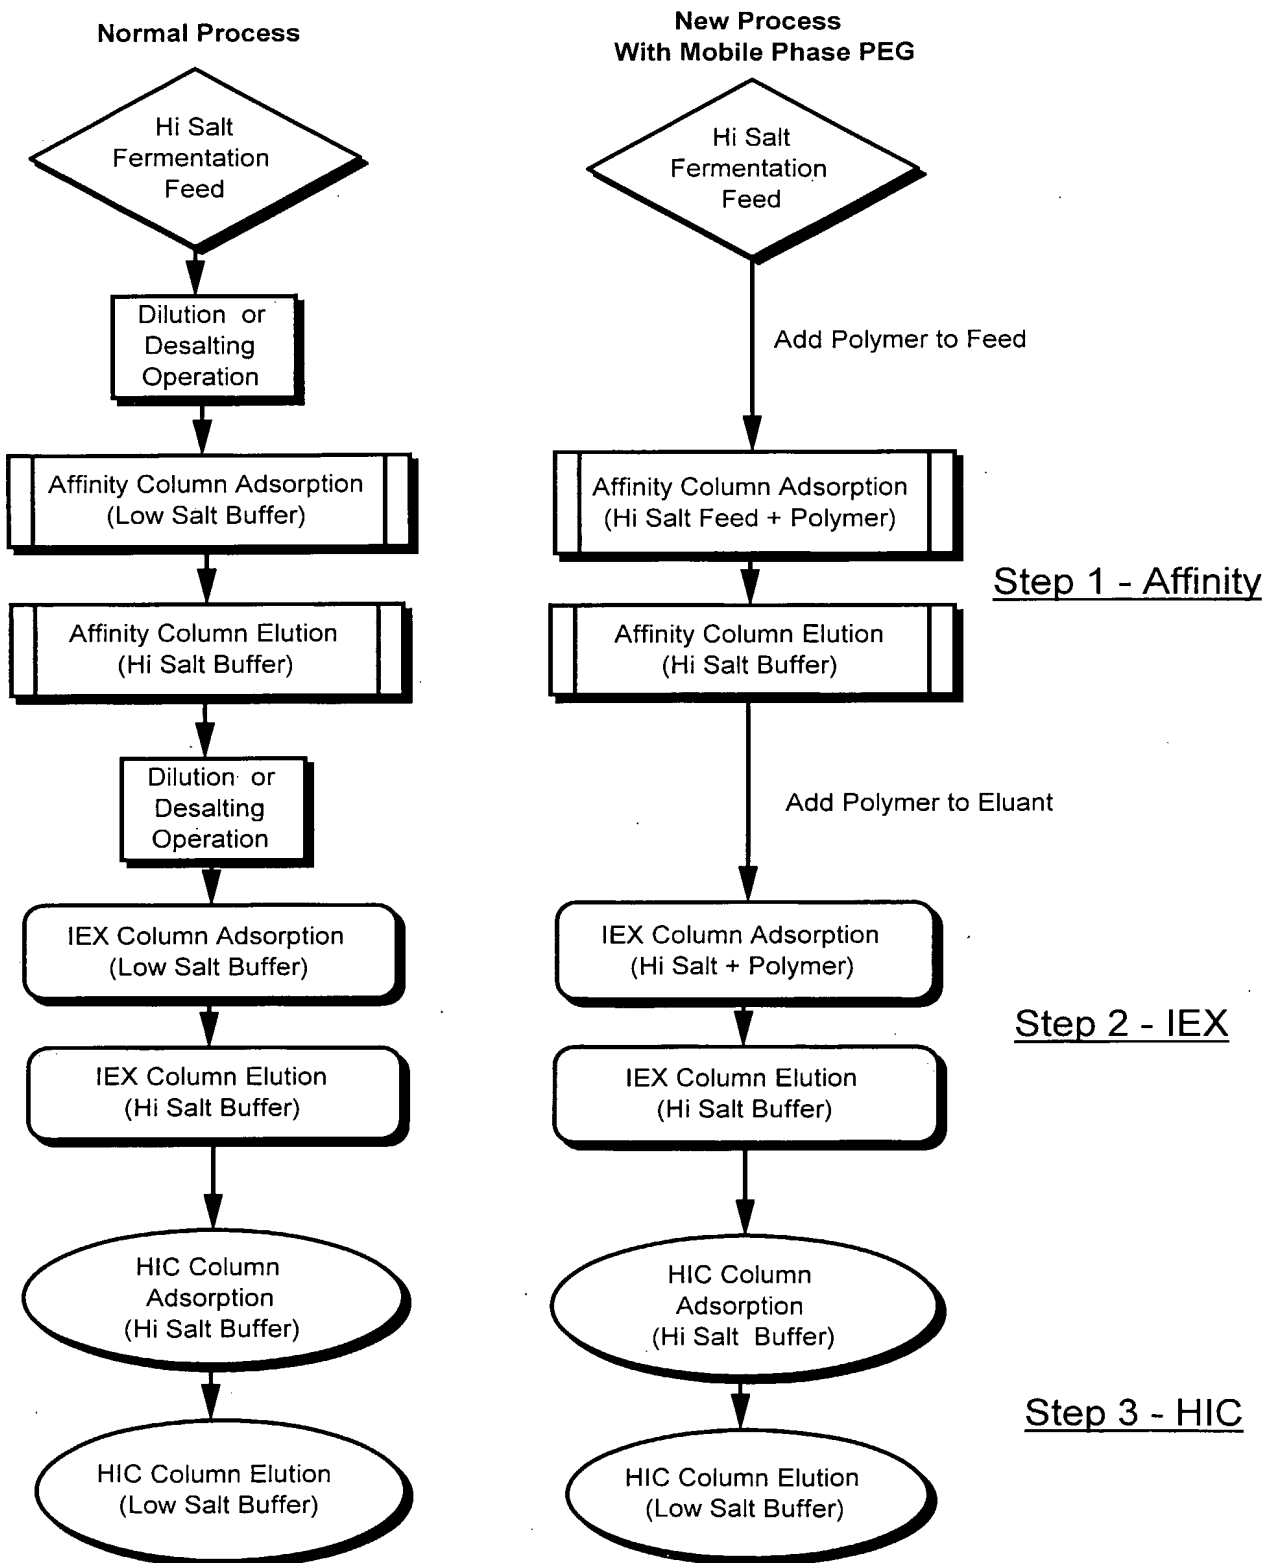 Normal Process
Hi Salt
Fermentation
Feed
Dilution or
Desalting
Operation
Affinity Column Adsorption
(Low Salt Buffer)
Affinity Column Elution
(Hi Salt Buffer)
Dilution or
Desalting
Operation
IEX Column Adsorption
(Low Salt Buffer)
IEX Column Elution
(Hi Salt Buffer)
HIC Column
Adsorption
(Hi Salt Buffer)
HIC Column Elution
(Low Salt Buffer)
New Process
With Mobile Phase PEG
Hi Salt
Fermentation
Feed
Add Polymer to Feed
Affinity Column Adsorption
(Hi Salt Feed + Polymer)
Affinity Column Elution
(Hi Salt Buffer)
Add Polymer to Eluant
IEX Column Adsorption
(Hi Salt + Polymer)
IEX Column Elution
(Hi Salt Buffer)
HIC Column
Adsorption
(Hi Salt Buffer)
HIC Column Elution
(Low Salt Buffer)
Step 1 - Affinity
Step 2 - IEX
Step 3 - HIC